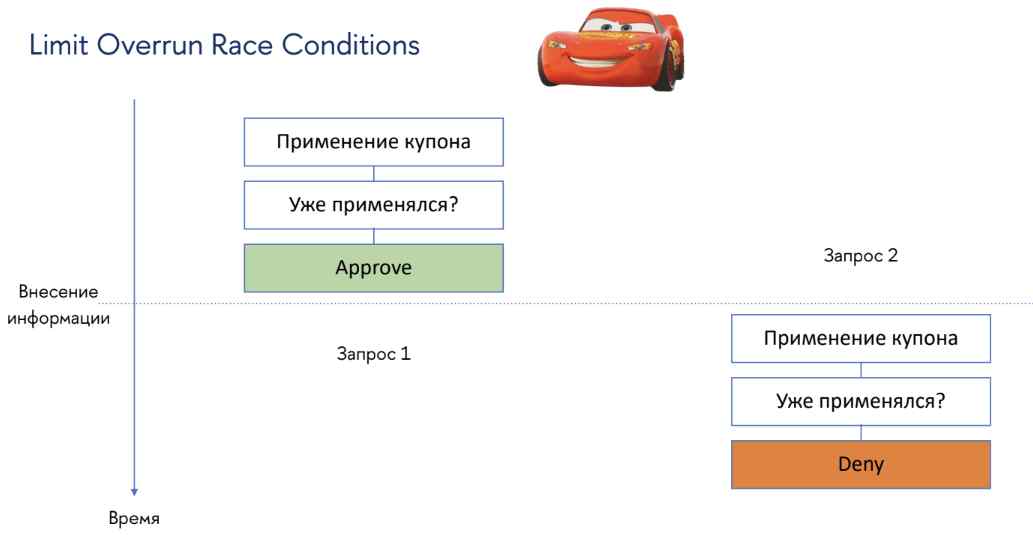 Limit Overrun Race Conditions
Применение купона
Уже применялся?
Approve
Запрос 2
Внесение
информации
Запрос 1
Применение купона
Уже применялся?
Deny
Время